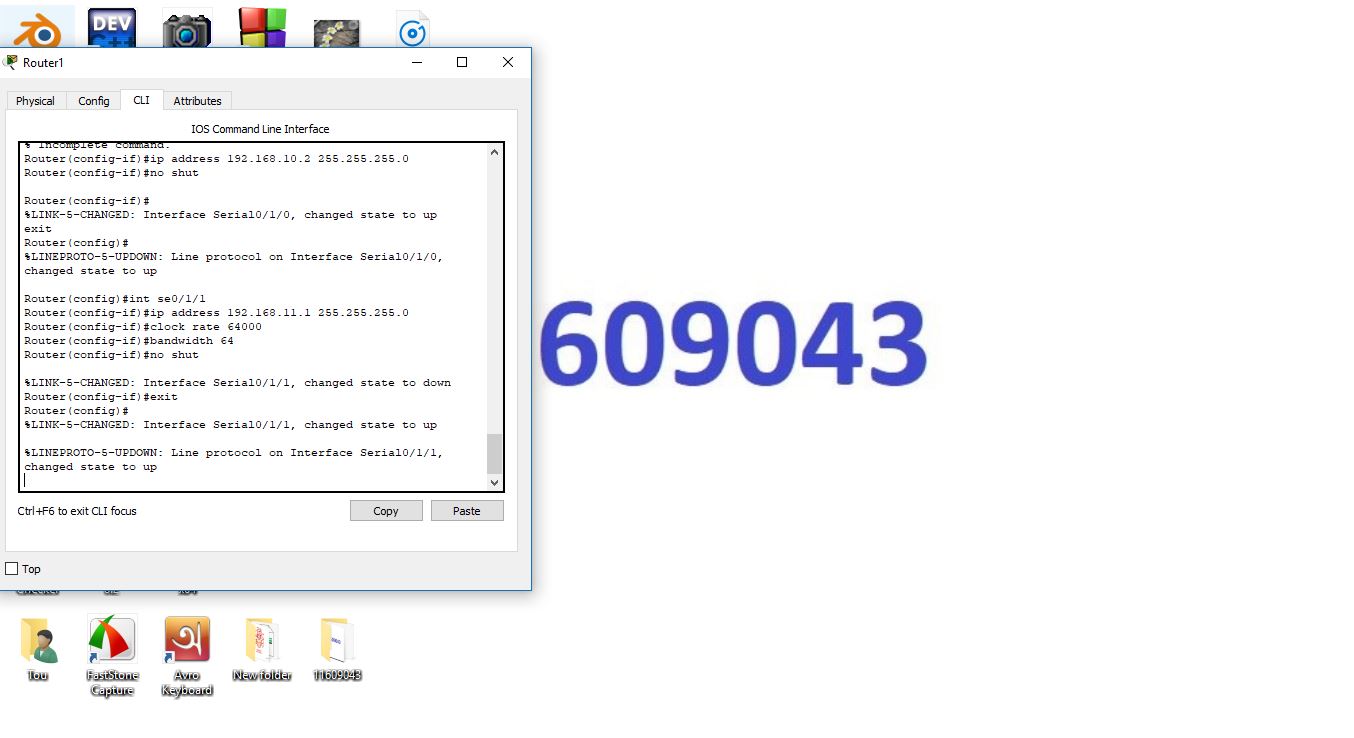 DEV
C++
Router1
Physical
Config
CLI
Attributes
IOS Command Line Interface
% Incomplete command.
Router(config-if)#ip address 192.168.10.2 255.255.255.0
Router(config-if)#no shut
Router(config-if)#
%LINK-5-CHANGED: Interface Serial0/1/0, changed state to up
exit
Router(config)#
%LINEPROTO-5-UPDOWN: Line protocol on Interface Serial0/1/0,
changed state to up
Router(config)#int se0/1/1
Router(config-if)#ip address 192.168.11.1 255.255.255.0
Router(config-if)#clock rate 64000
Router(config-if)#bandwidth 64
Router(config-if)#no shut
%LINK-5-CHANGED: Interface Serial0/1/1, changed state to down
Router(config-if)#exit
Router(config)#
%LINK-5-CHANGED: Interface Serial0/1/1, changed state to up
%LINEPROTO-5-UPDOWN: Line protocol on Interface Serial0/1/1,
changed state to up
Ctrl+F6 to exit CLI focus
Copy
Paste
Top
609043
অ
Tou
FastStone
Capture
Avro
Keyboard
New folder
11609043